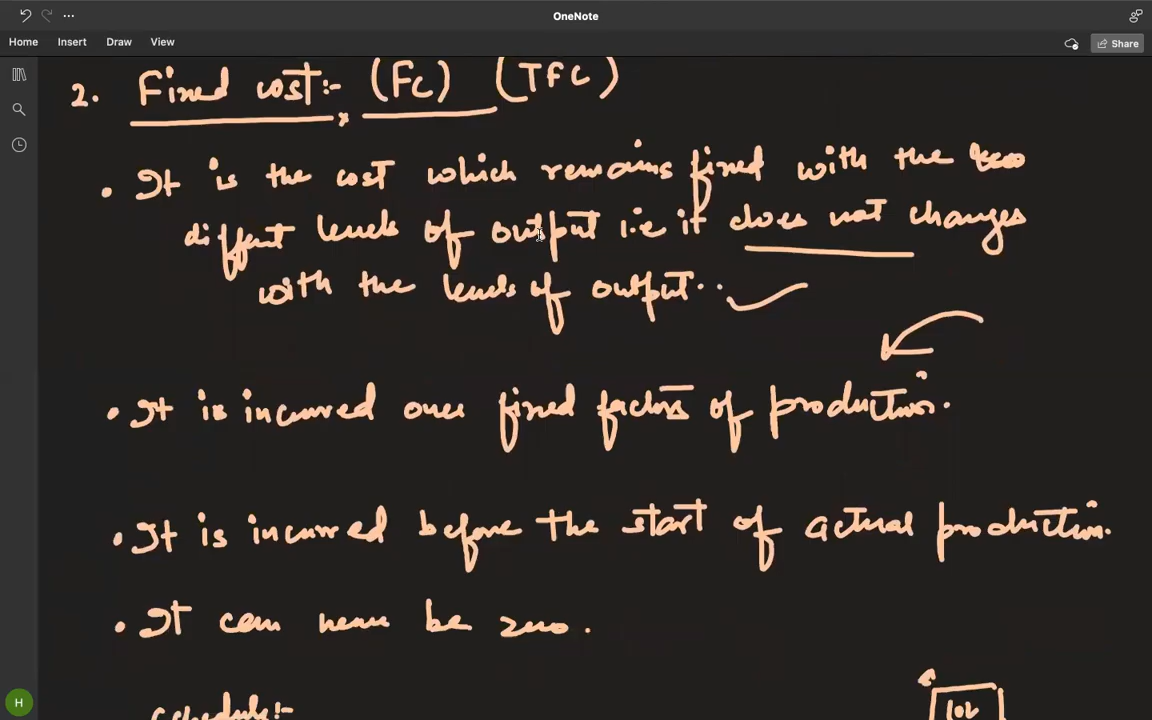 OneNote
Home Insert Draw View
Share
2. Fixed cost:- (FC) (TFC)
• It is the cost which remains fixed with the
different levels of output i.e it does not changes
with the levels of output..
• It is incurred over fixed factors of production.
• It is incurred before the start of actual production.
• It can never be zero.
schedule:-
H